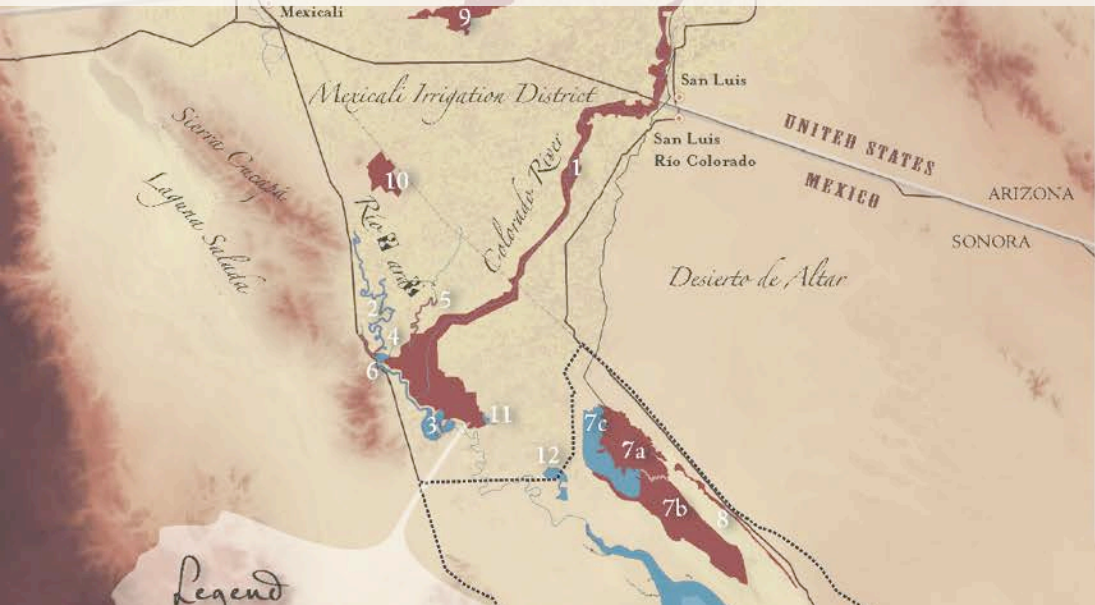 Mexicali
9
San Luis
Mexicali Irrigation District
San Luis
Río Colorado
UNITED STATES
MEXICO
ARIZONA
SONORA
Sierra Cucapá
Laguna Salada
10
1
Colorado River
Río
Desierto de Altar
2
5
4
6
3
11
12
7c
7a
7b
8
Legend